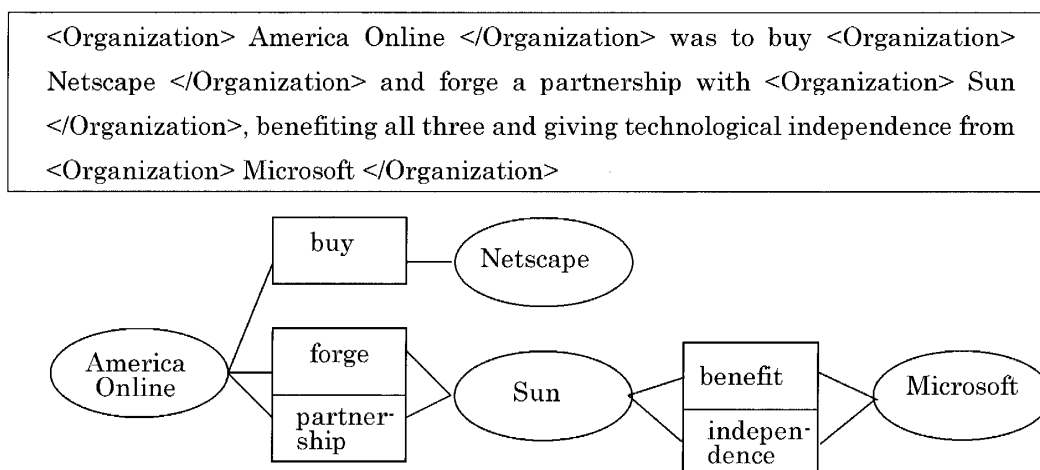 <Organization> America Online </Organization> was to buy <Organization>
Netscape </Organization> and forge a partnership with <Organization> Sun
</Organization>, benefiting all three and giving technological independence from
<Organization> Microsoft </Organization>
buy
Netscape
America
Online
forge
partner-
ship
Sun
benefit
indepen-
dence
Microsoft